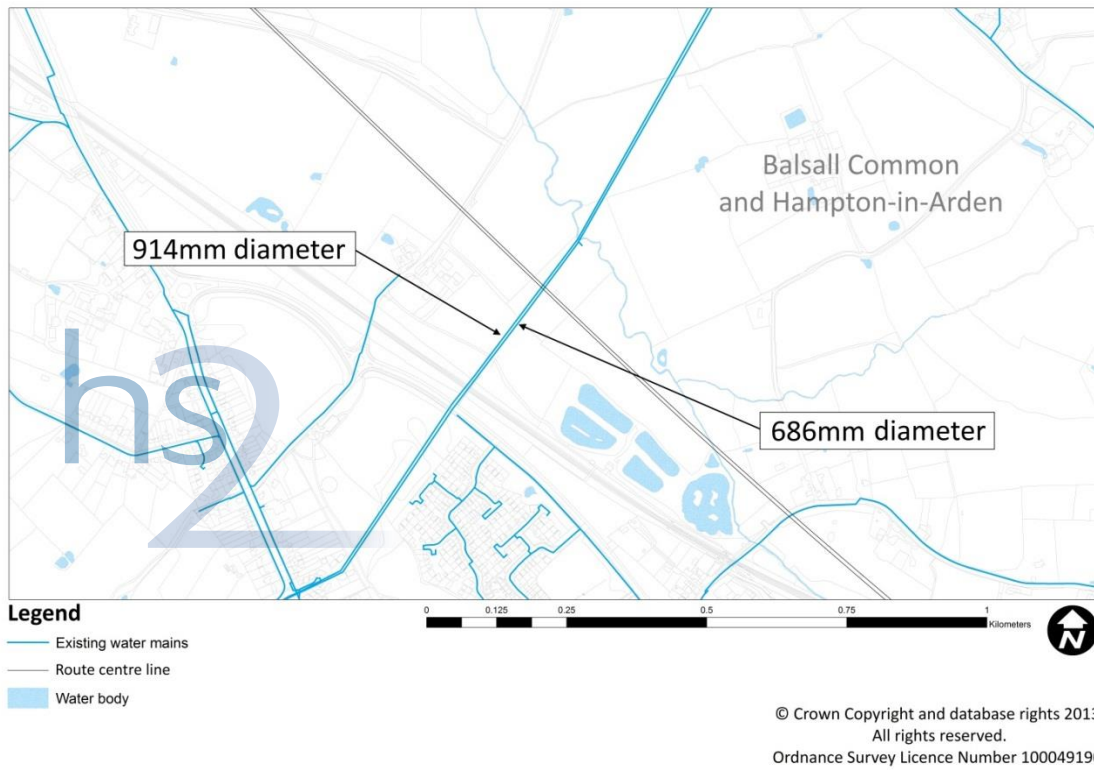 Balsall Common
and Hampton-in-Arden
914mm diameter
hs2
686mm diameter
Legend
Existing water mains
Route centre line
Water body
0 0.125 0.25 0.5 0.75 1
Kilometers
N
© Crown Copyright and database rights 2013
All rights reserved.
Ordnance Survey Licence Number 100049190